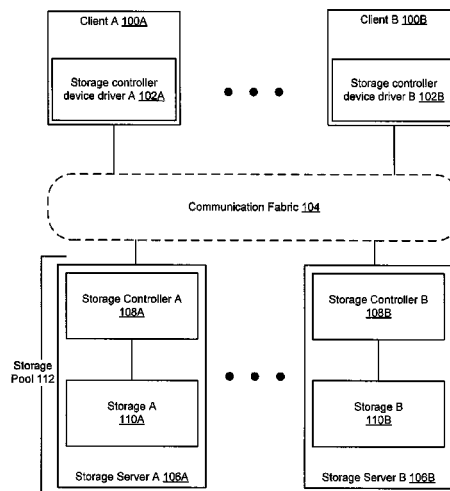 Client A 100A
Client B 100B
Storage controller
device driver A 102A
Storage controller
device driver B 102B
Communication Fabric 104
Storage Controller A
108A
Storage Controller B
108B
Storage
Pool 112
Storage A
110A
Storage B
110B
Storage Server A 106A
Storage Server B 106B